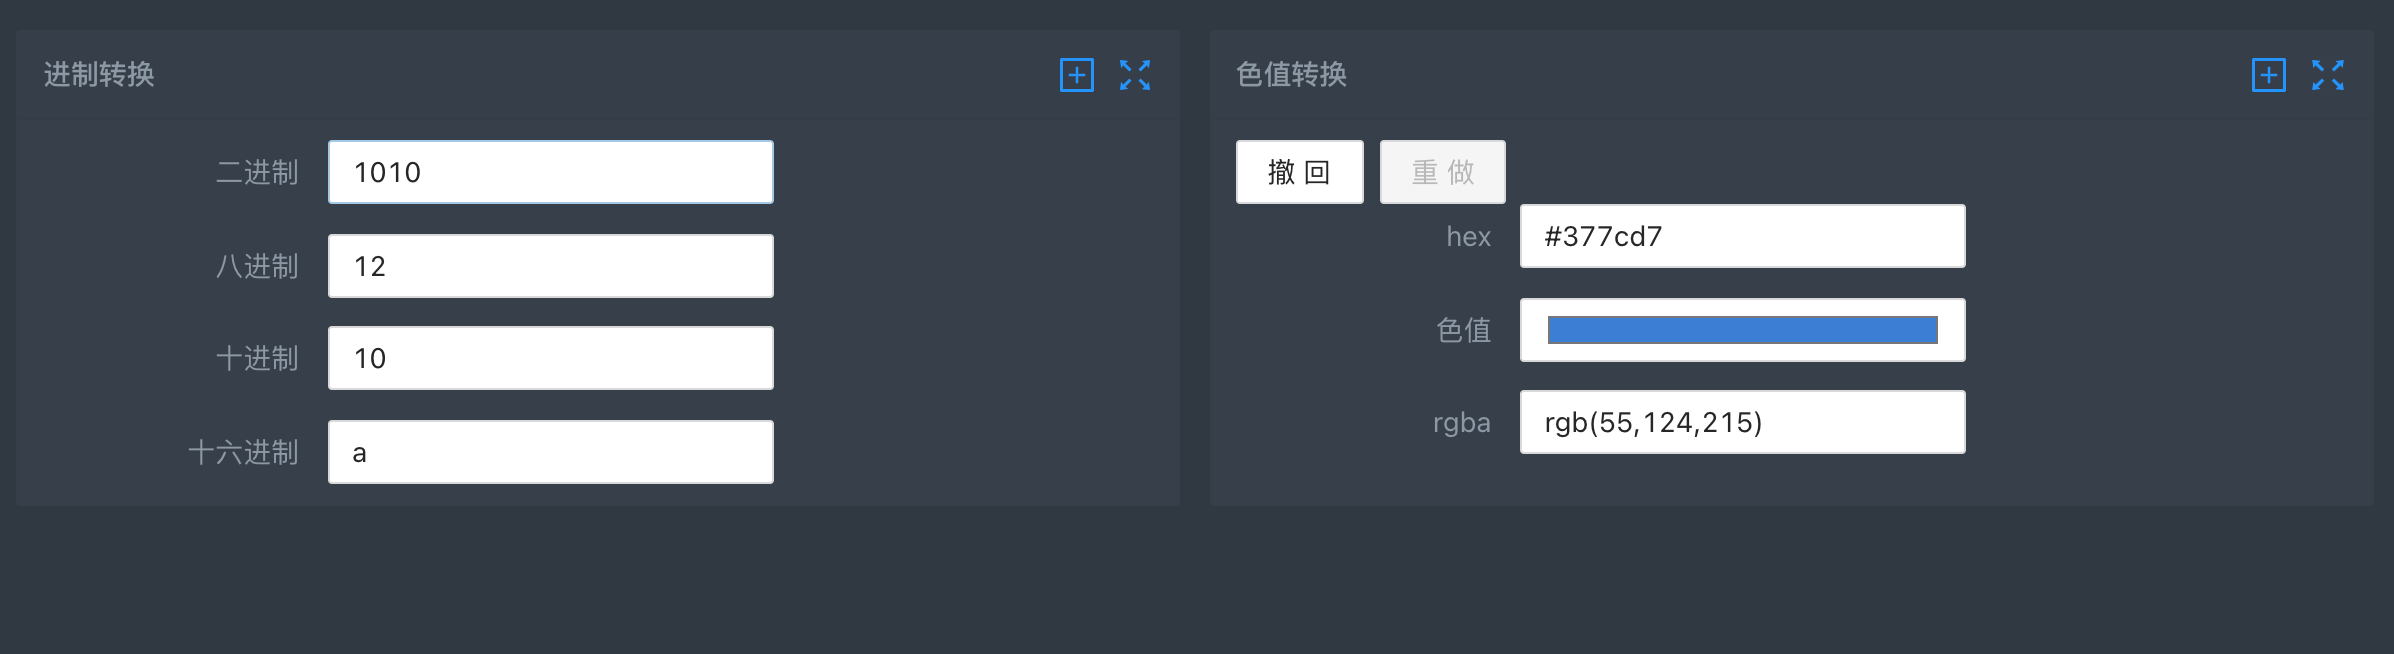 进制转换
二进制 1010
八进制 12
十进制 10
十六进制 a
色值转换
撤 回 重 做
hex #377cd7
色值
rgba rgb(55,124,215)